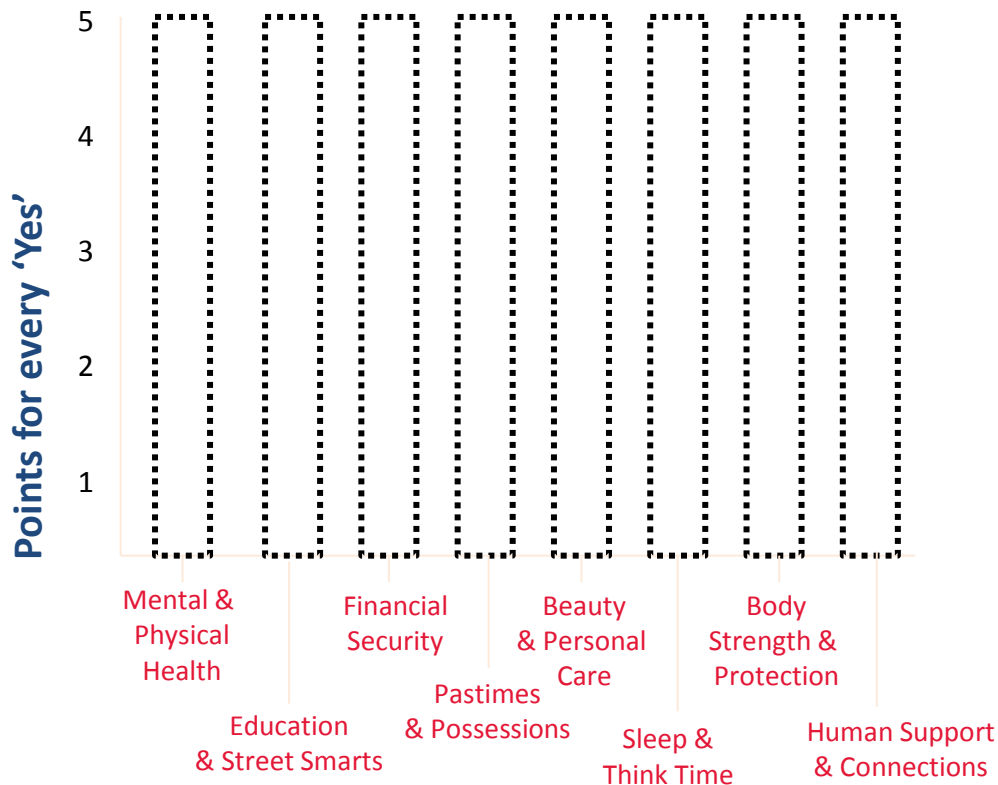 Points for every ‘Yes’
5
4
3
2
1
Mental &
Physical
Health
Education
& Street Smarts
Financial
Security
Pastimes
& Possessions
Beauty
& Personal
Care
Sleep &
Think Time
Body
Strength &
Protection
Human Support
& Connections